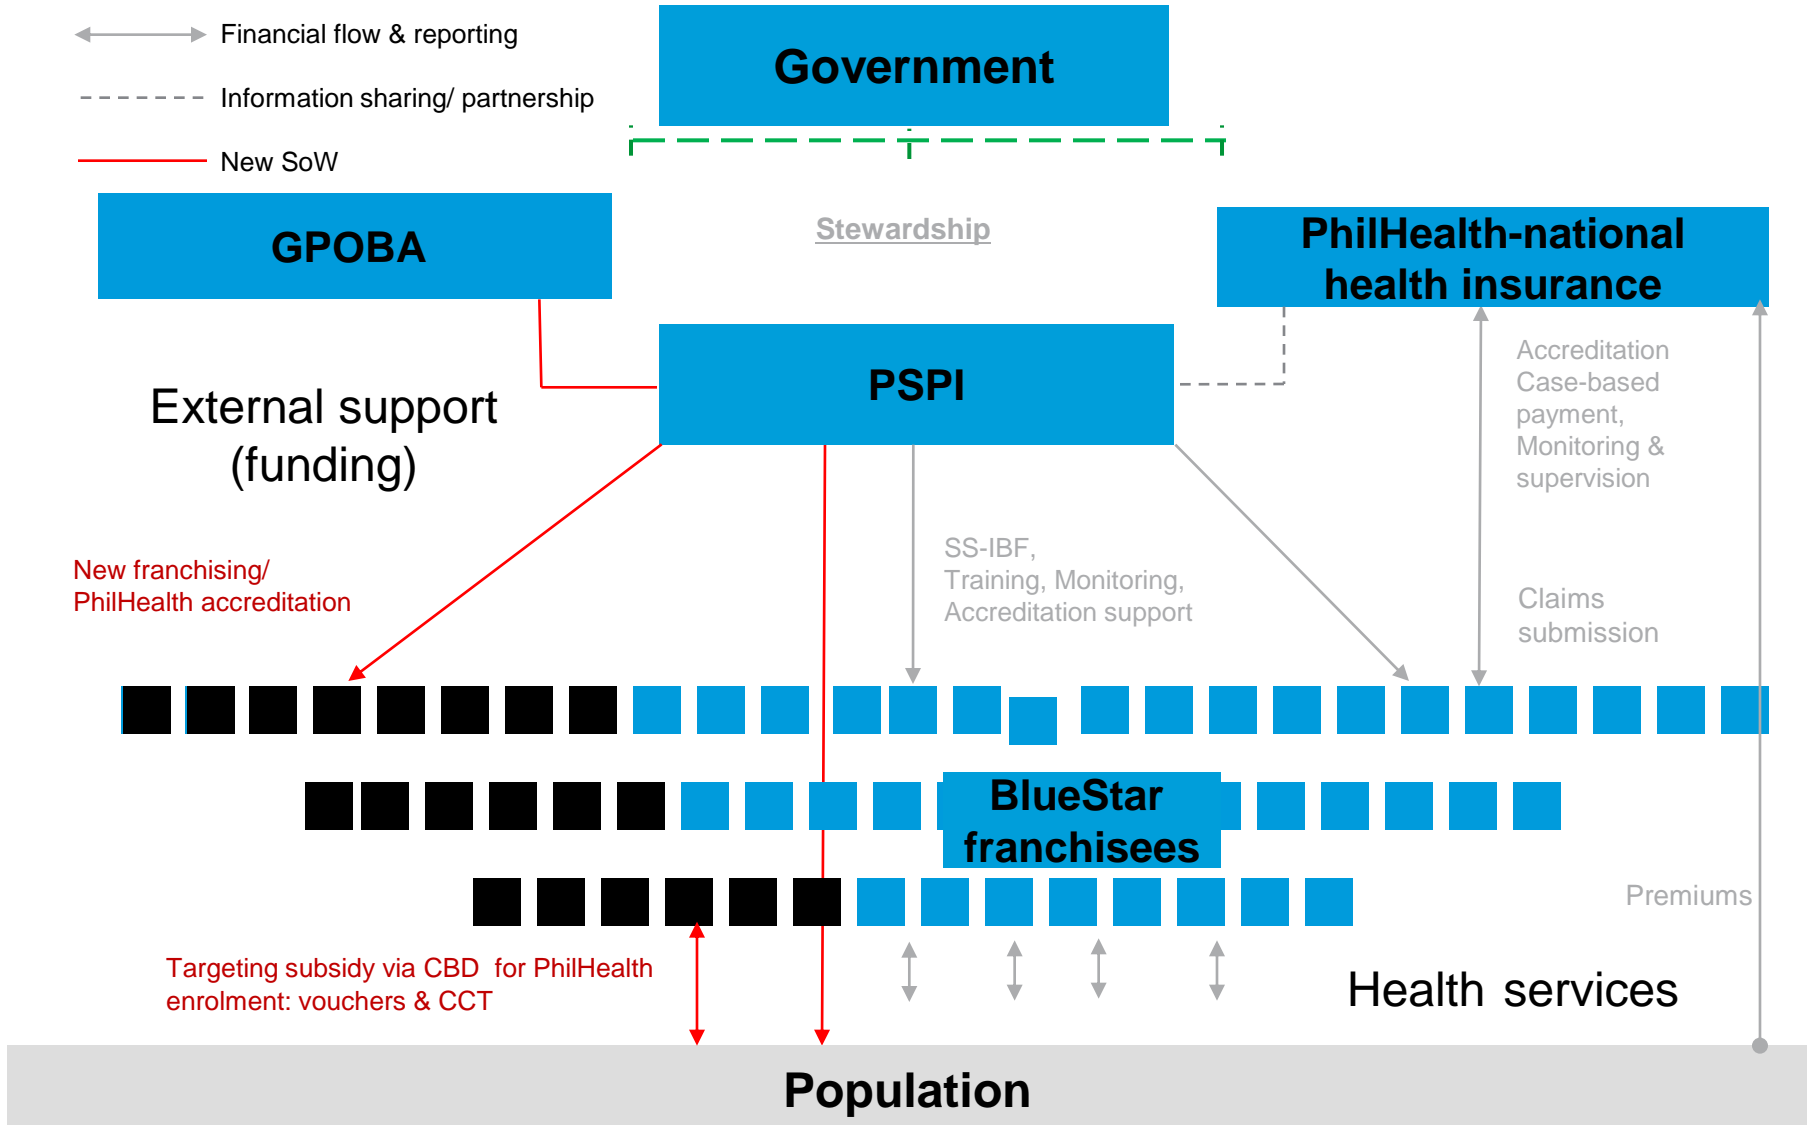 Financial flow & reporting
Information sharing/ partnership
New SoW
Government
GPOBA
Stewardship
PhilHealth-national
health insurance
PSPI
External support
(funding)
Accreditation
Case-based
payment,
Monitoring &
supervision
New franchising/
PhilHealth accreditation
SS-IBF,
Training, Monitoring,
Accreditation support
Claims
submission
BlueStar
franchisees
Premiums
Targeting subsidy via CBD  for PhilHealth
enrolment: vouchers & CCT
Health services
Population